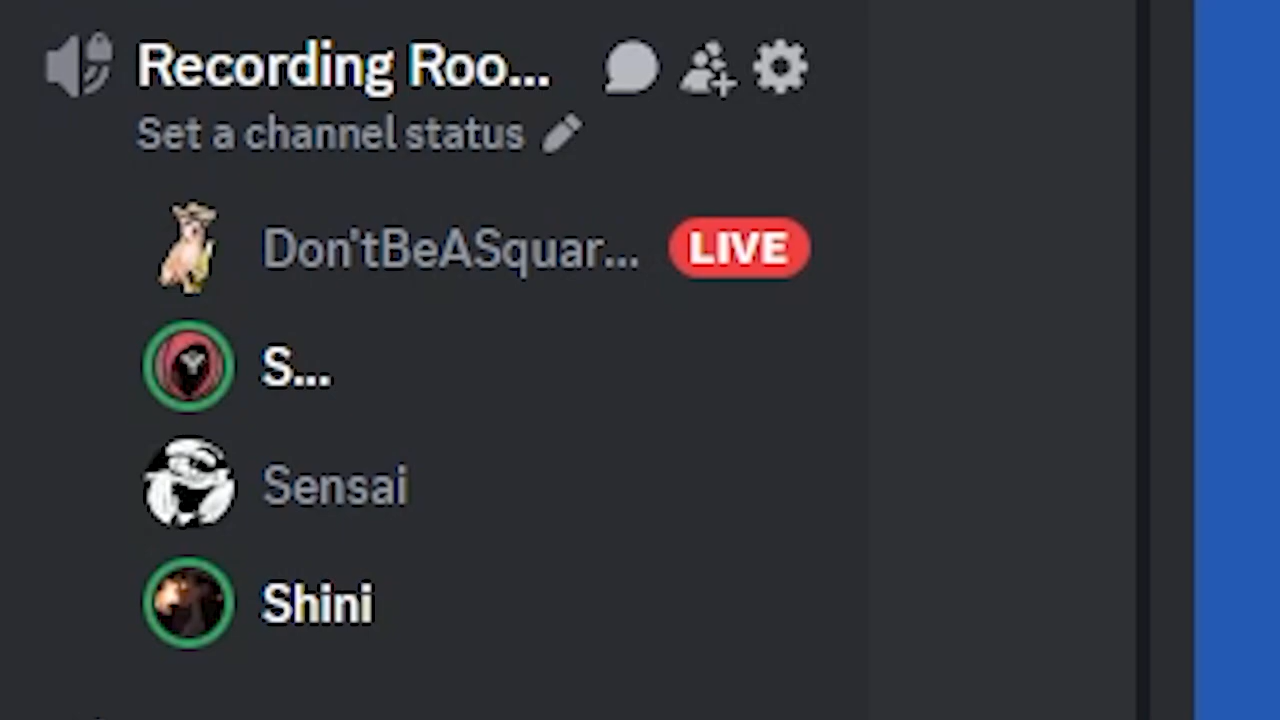 Recording Roo...
Set a channel status
Don'tBeASquar... LIVE
S...
Sensai
Shini